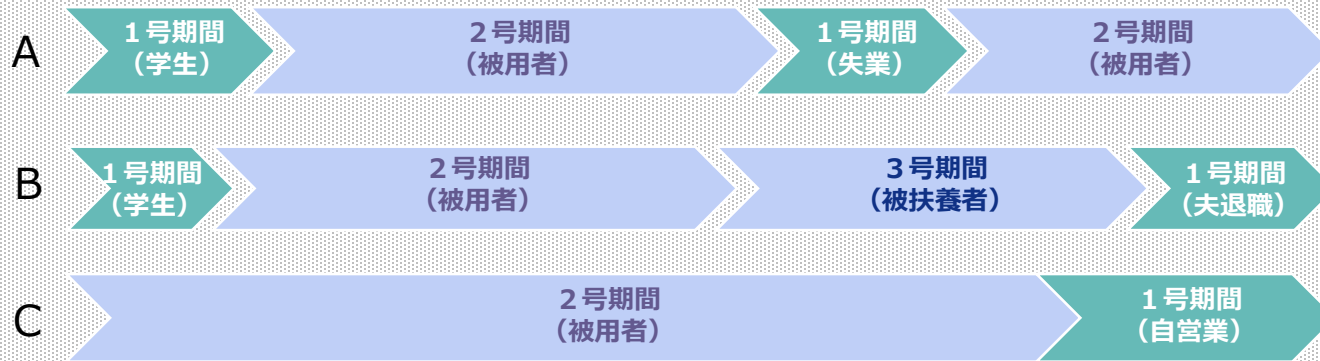 A
１号期間
（学生）
２号期間
（被用者）
１号期間
（失業）
２号期間
（被用者）
B
１号期間
（学生）
２号期間
（被用者）
３号期間
（被扶養者）
１号期間
（夫退職）
C
２号期間
（被用者）
１号期間
（自営業）